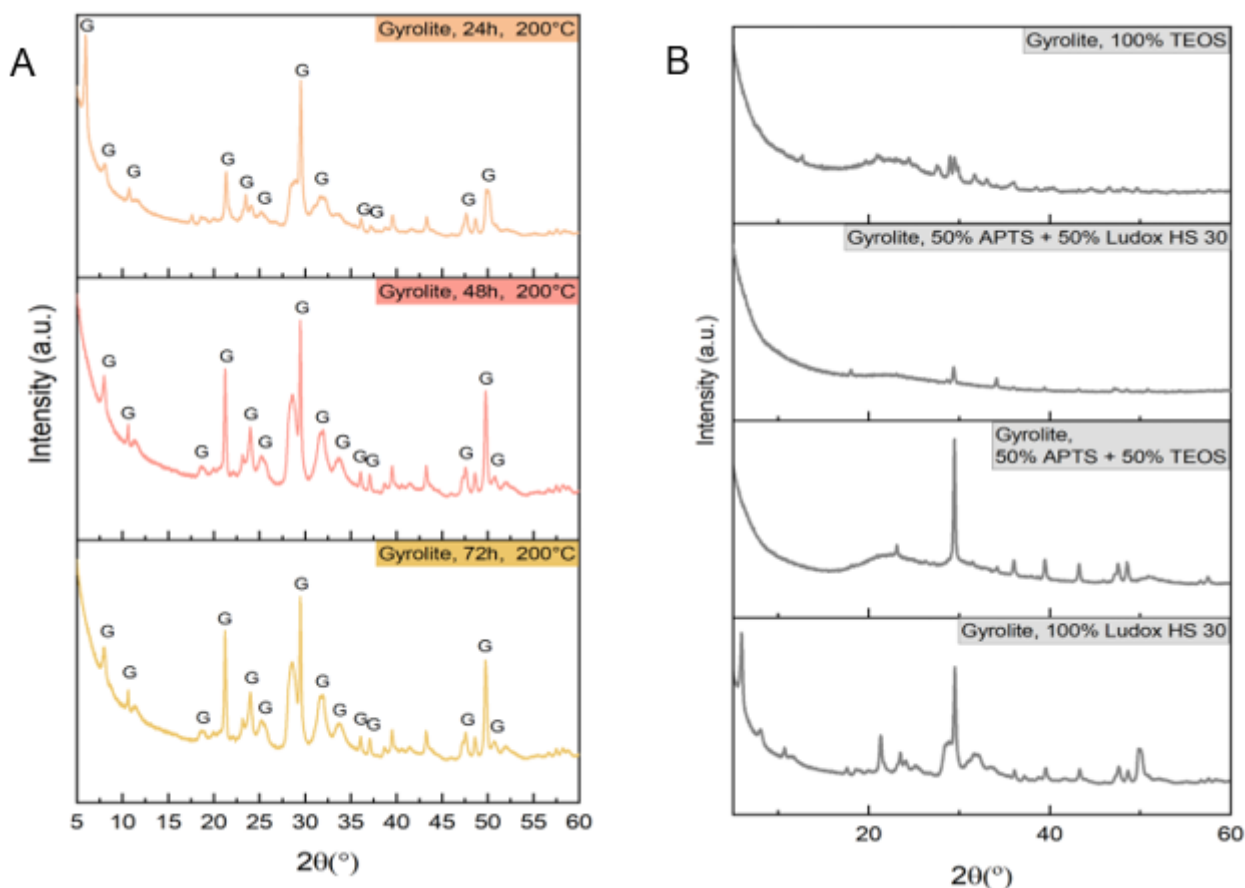 A
Gyrolite, 24h, 200°C
G
G
G
G
G
G
G
G
G
G
G
G
Gyrolite, 48h, 200°C
G
G
G
G
G
G
G
G
G
G
G
G
G
G
Gyrolite, 72h, 200°C
G
G
G
G
G
G
G
G
G
G
G
G
G
G
Intensity (a.u.)
5 10 15 20 25 30 35 40 45 50 55 60
2θ(°)
B
Gyrolite, 100% TEOS
Gyrolite, 50% APTS + 50% Ludox HS 30
Gyrolite,
50% APTS + 50% TEOS
Gyrolite, 100% Ludox HS 30
Intensity (a.u.)
20 40 60
2θ(°)